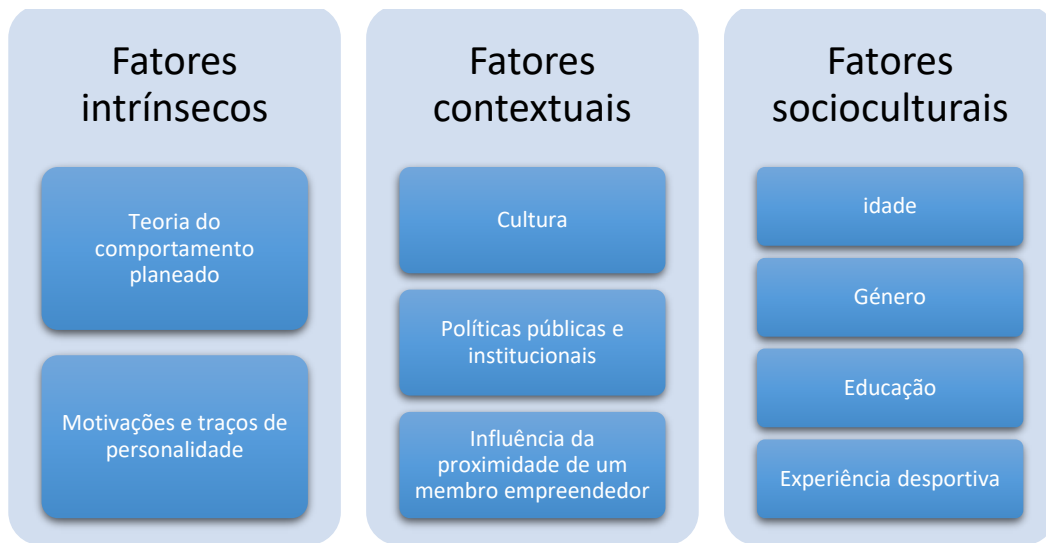 Fatores
intrínsecos
Teoria do
comportamento
planeado
Motivações e traços de
personalidade
Fatores
contextuais
Cultura
Políticas públicas e
institucionais
Influência da
proximidade de um
membro empreendedor
Fatores
socioculturais
idade
Género
Educação
Experiência desportiva